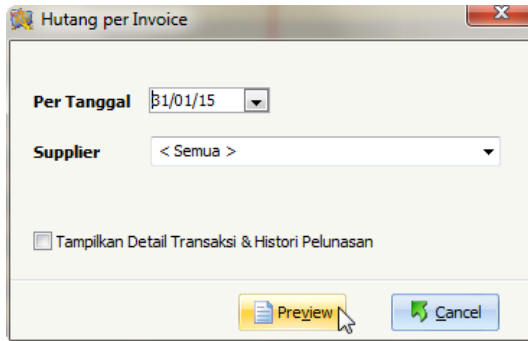 Hutang per Invoice
Per Tanggal 31/01/15
Supplier < Semua >
Tampilkan Detail Transaksi & Histori Pelunasan
Preview Cancel